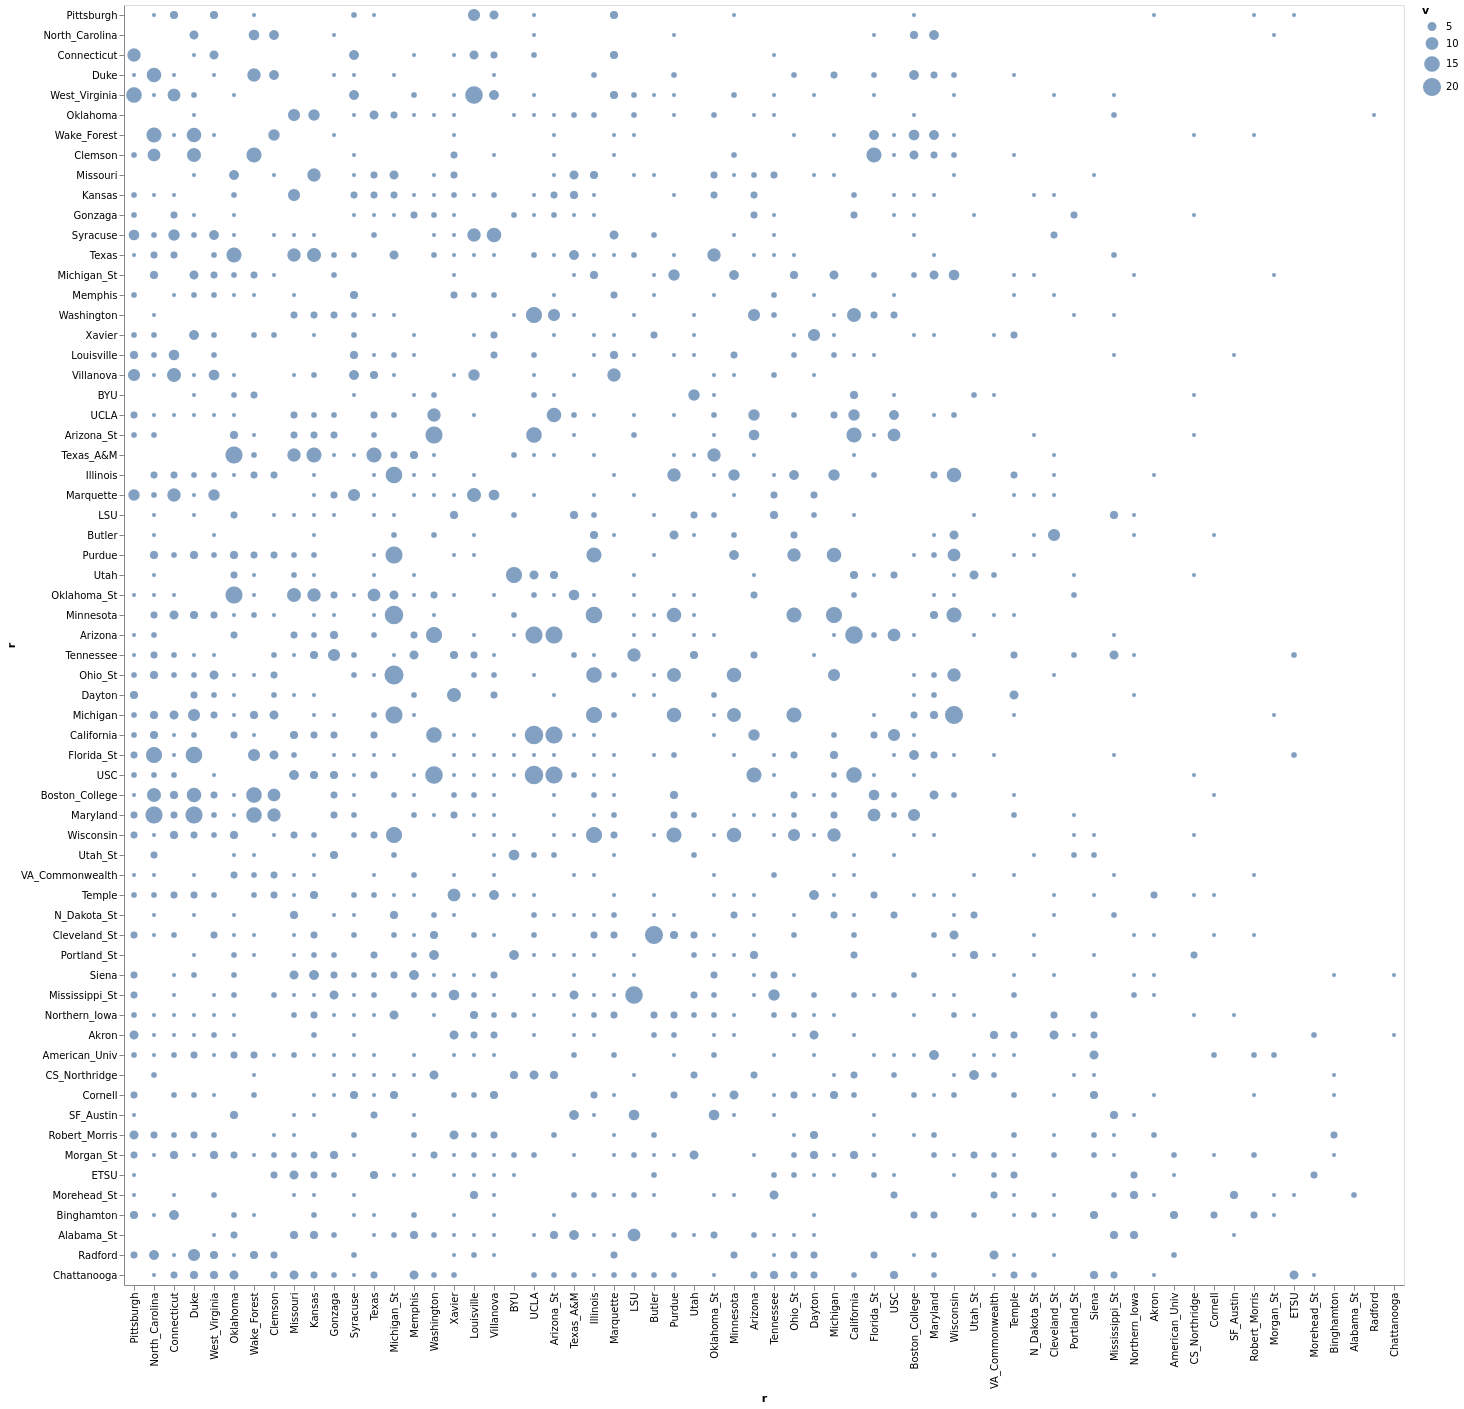 v
5
10
15
20
Pittsburgh
North_Carolina
Connecticut
Duke
West_Virginia
Oklahoma
Wake_Forest
Clemson
Missouri
Kansas
Gonzaga
Syracuse
Texas
Michigan_St
Memphis
Washington
Xavier
Louisville
Villanova
BYU
UCLA
Arizona_St
Texas_A&M
Illinois
Marquette
LSU
Butler
Purdue
Utah
Oklahoma_St
Minnesota
Arizona
Tennessee
Ohio_St
Dayton
Michigan
California
Florida_St
USC
Boston_College
Maryland
Wisconsin
Utah_St
VA_Commonwealth
Temple
N_Dakota_St
Cleveland_St
Portland_St
Siena
Mississippi_St
Northern_Iowa
Akron
American_Univ
CS_Northridge
Cornell
SF_Austin
Robert_Morris
Morgan_St
ETSU
Morehead_St
Binghamton
Alabama_St
Radford
Chattanooga
r
Pittsburgh
North_Carolina
Connecticut
Duke
West_Virginia
Oklahoma
Wake_Forest
Clemson
Missouri
Kansas
Gonzaga
Syracuse
Texas
Michigan_St
Memphis
Washington
Xavier
Louisville
Villanova
BYU
UCLA
Arizona_St
Texas_A&M
Illinois
Marquette
LSU
Butler
Purdue
Utah
Oklahoma_St
Minnesota
Arizona
Tennessee
Ohio_St
Dayton
Michigan
California
Florida_St
USC
Boston_College
Maryland
Wisconsin
Utah_St
VA_Commonwealth
Temple
N_Dakota_St
Cleveland_St
Portland_St
Siena
Mississippi_St
Northern_Iowa
Akron
American_Univ
CS_Northridge
Cornell
SF_Austin
Robert_Morris
Morgan_St
ETSU
Morehead_St
Binghamton
Alabama_St
Radford
Chattanooga
r